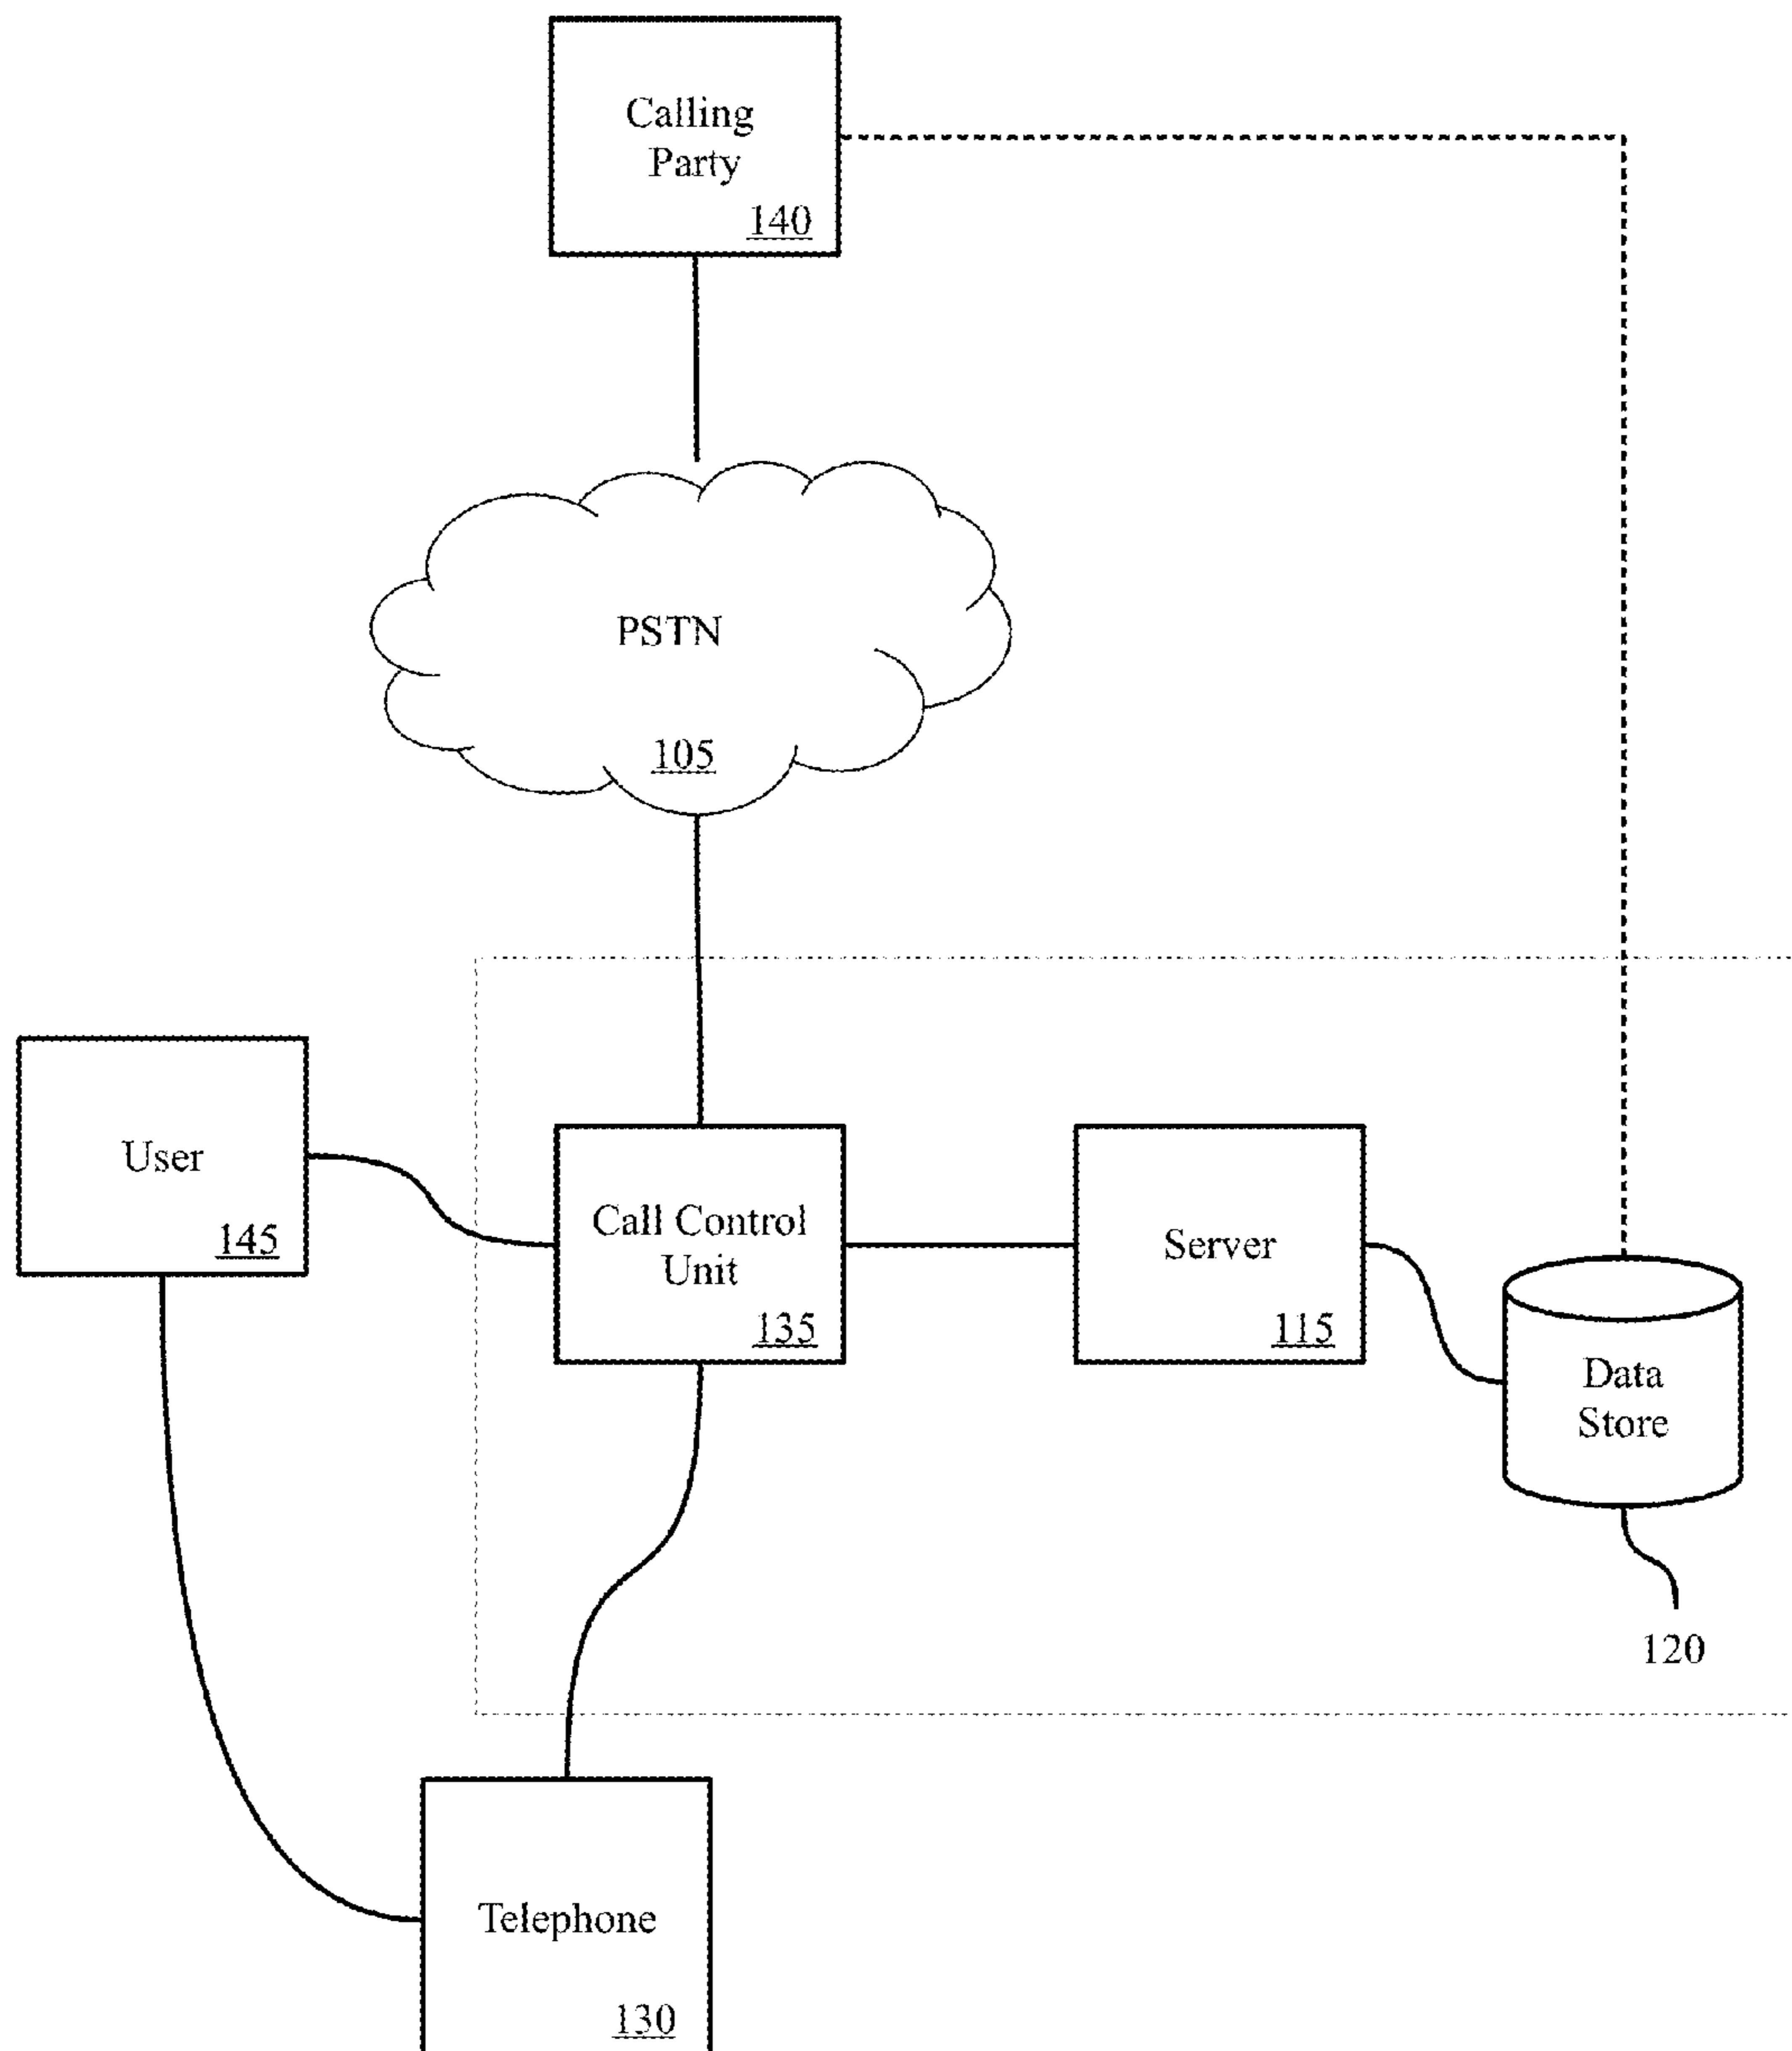 Calling
Party
140
PSTN
105
User
145
Call Control
Unit
135
Server
115
Data
Store
120
Telephone
130